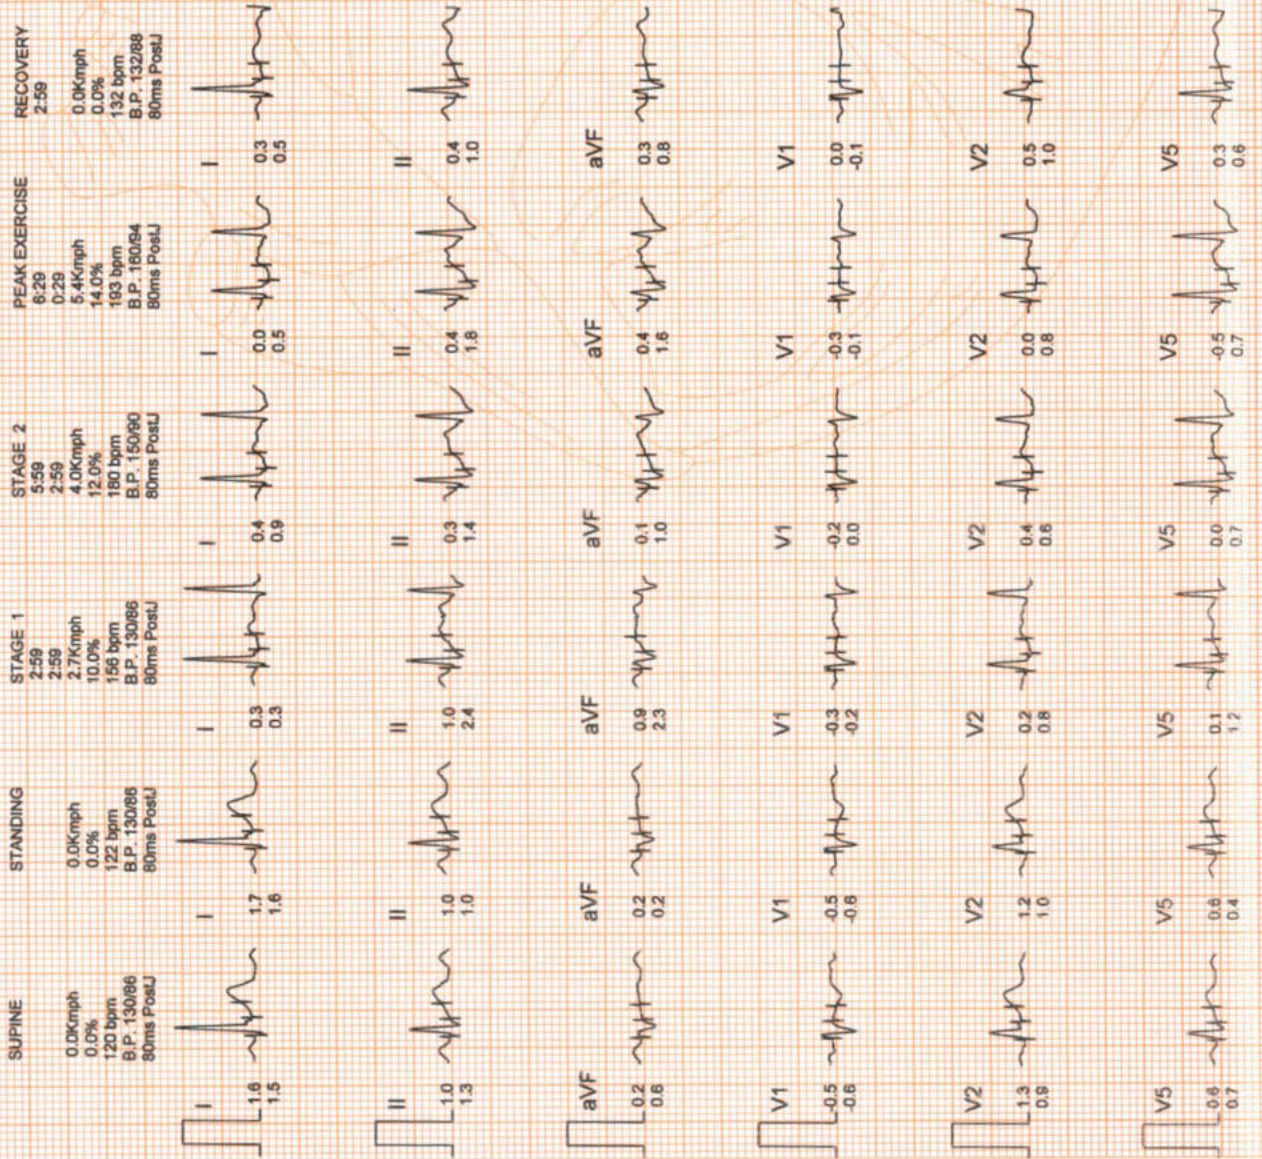 SUPINE
0.0Kmph
0.0%
120 bpm
B.P. 130/86
80ms PostJ
I
1.6
1.5
II
1.0
1.3
aVF
0.2
0.6
V1
-0.5
-0.6
V2
1.3
0.9
V5
0.6
0.7
STANDING
0.0Kmph
0.0%
122 bpm
B.P. 130/86
80ms PostJ
I
1.7
1.6
II
1.0
1.0
aVF
0.2
0.2
V1
-0.5
-0.6
V2
1.2
1.0
V5
0.6
0.4
STAGE 1
2:59
2:59
2.7Kmph
10.0%
156 bpm
B.P. 130/86
80ms PostJ
I
0.3
0.3
II
1.0
2.4
aVF
0.9
2.3
V1
-0.3
-0.2
V2
0.2
0.8
V5
0.1
1.2
STAGE 2
5:59
2:59
4.0Kmph
12.0%
180 bpm
B.P. 150/90
80ms PostJ
I
0.4
0.9
II
0.3
1.4
aVF
0.1
1.0
V1
-0.2
0.0
V2
0.4
0.6
V5
0.0
0.7
PEAK EXERCISE
6:29
0:29
5.4Kmph
14.0%
193 bpm
B.P. 160/94
80ms PostJ
I
0.0
0.5
II
0.4
1.8
aVF
0.4
1.6
V1
-0.3
-0.1
V2
0.0
0.8
V5
-0.5
0.7
RECOVERY
2:59
0.0Kmph
0.0%
132 bpm
B.P. 132/88
80ms PostJ
I
0.3
0.5
II
0.4
1.0
aVF
0.3
0.8
V1
0.0
-0.1
V2
0.5
1.0
V5
0.3
0.6